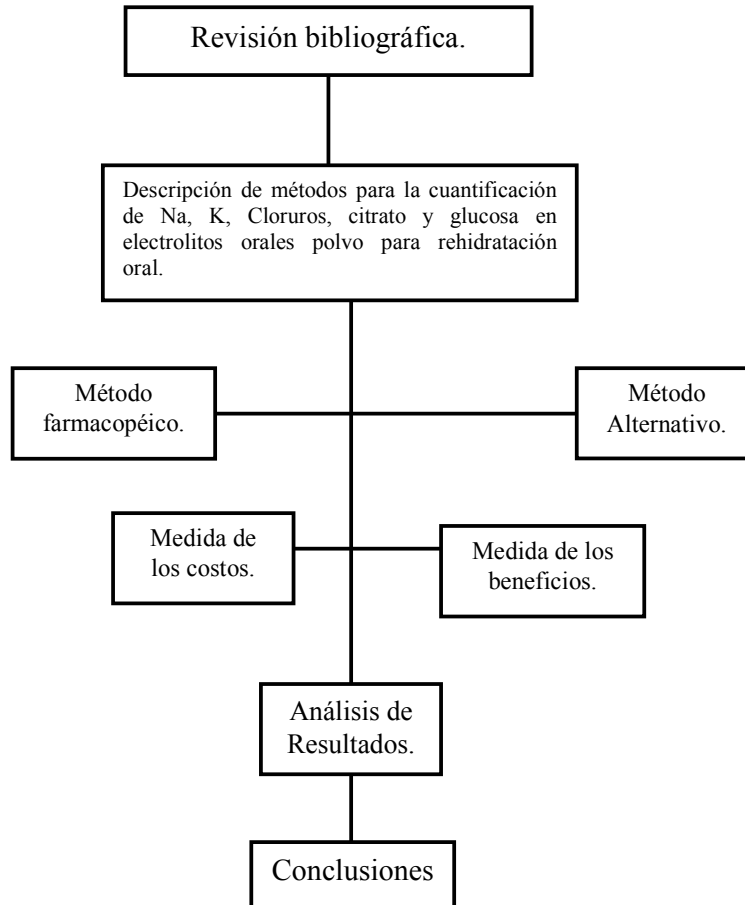 Revisión bibliográfica.
Descripción de métodos para la cuantificación
de Na, K, Cloruros, citrato y glucosa en
electrolitos orales polvo para rehidratación
oral.
Método
farmacopéico.
Método
Alternativo.
Medida de
los costos.
Medida de los
beneficios.
Análisis de
Resultados.
Conclusiones